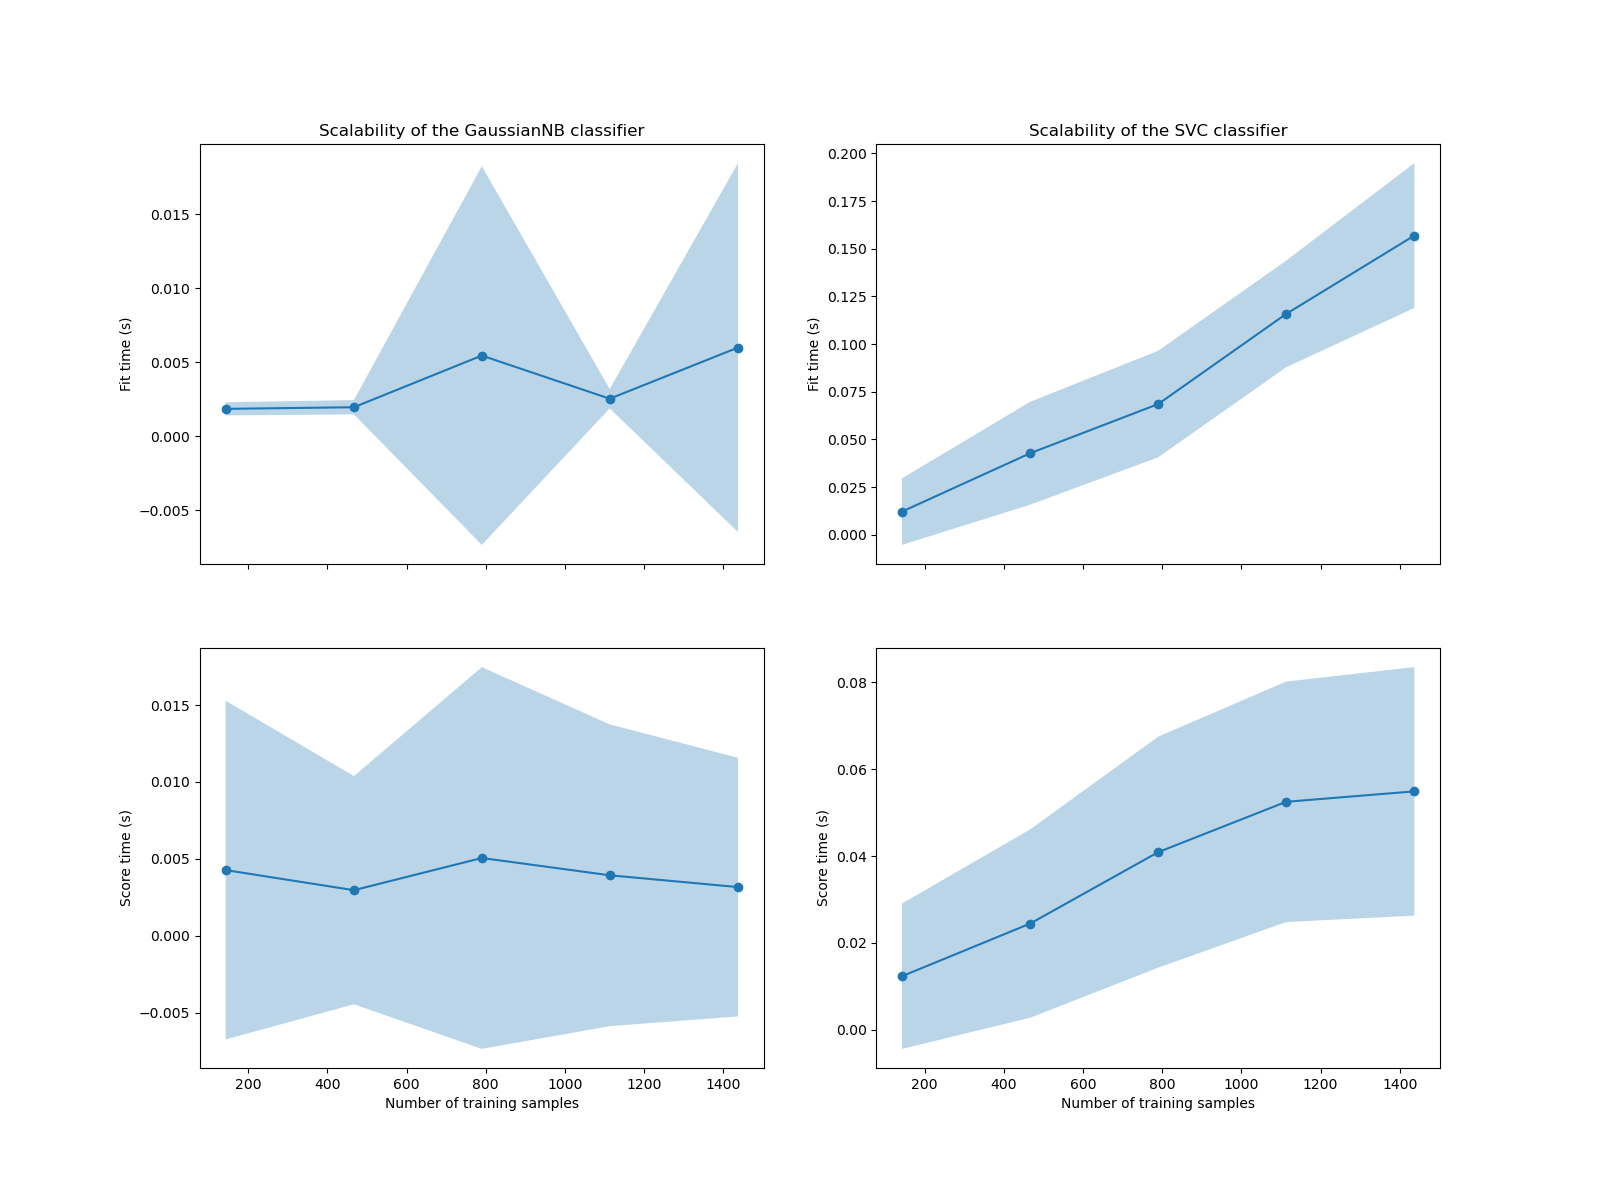 Scalability of the GaussianNB classifier
Fit time (s)
0.015
0.010
0.005
0.000
−0.005
Scalability of the SVC classifier
Fit time (s)
0.200
0.175
0.150
0.125
0.100
0.075
0.050
0.025
0.000
Score time (s)
0.015
0.010
0.005
0.000
−0.005
200 400 600 800 1000 1200 1400
Number of training samples
Score time (s)
0.08
0.06
0.04
0.02
0.00
200 400 600 800 1000 1200 1400
Number of training samples